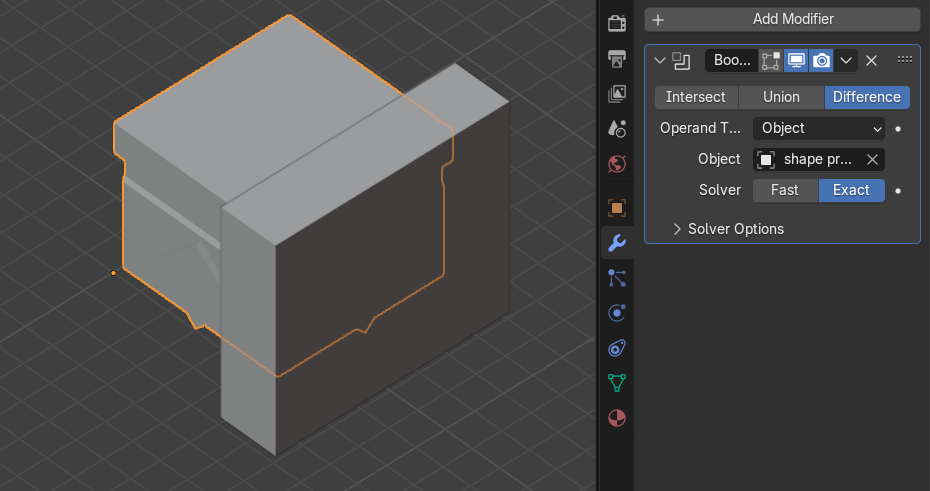 Add Modifier
Boo...
Intersect Union Difference
Operand T... Object
Object shape pr...
Solver Fast Exact
Solver Options